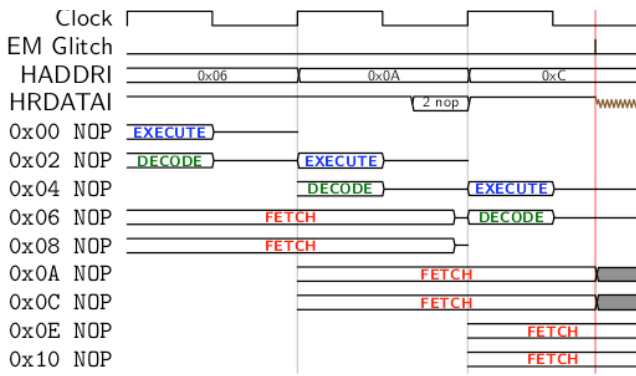 Clock
EM Glitch
HADDRI 0x06 0x0A 0xC
HRDATAI 2 nop
0x00 NOP EXECUTE
0x02 NOP DECODE EXECUTE
0x04 NOP DECODE EXECUTE
0x06 NOP FETCH DECODE
0x08 NOP FETCH
0x0A NOP FETCH
0x0C NOP FETCH
0x0E NOP FETCH
0x10 NOP FETCH